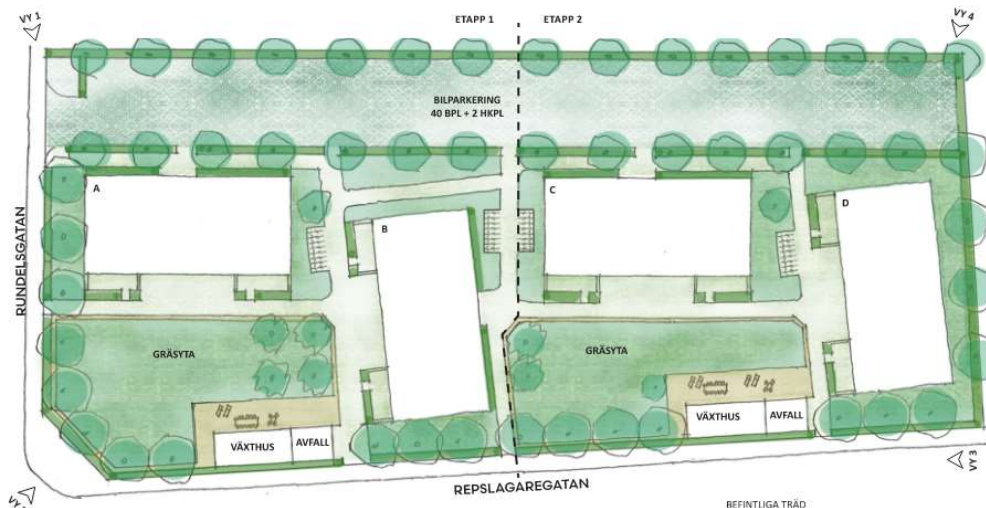 VY 1
ETAPP 1
ETAPP 2
VY 4
BILPARKERING
40 BPL + 2 HKPL
A
B
C
D
RUNDELSGATAN
GRÄSYTA
GRÄSYTA
VÄXTHUS
AVFALL
VÄXTHUS
AVFALL
VY 3
REPSLAGAREGATAN
BEFINTLIGA TRÄD